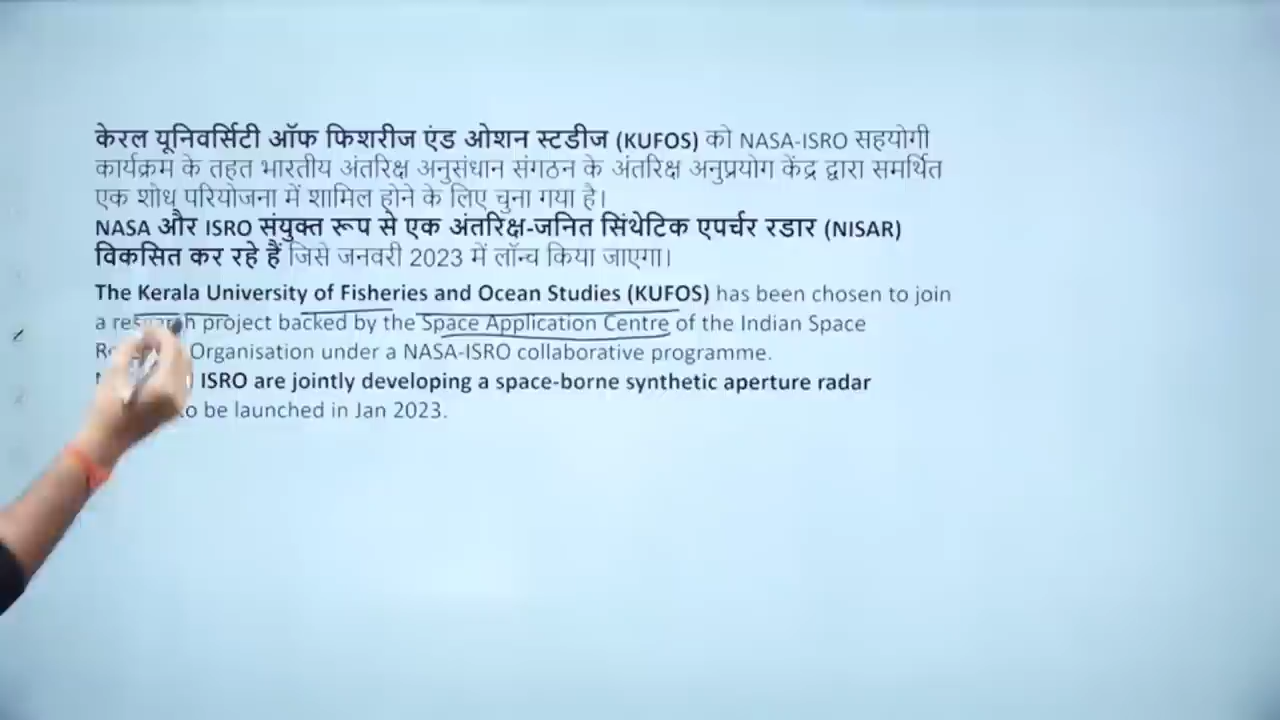 केरल यूनिवर्सिटी ऑफ फिशरीज एंड ओशन स्टडीज (KUFOS) को NASA-ISRO सहयोगी
कार्यक्रम के तहत भारतीय अंतरिक्ष अनुसंधान संगठन के अंतरिक्ष अनुप्रयोग केंद्र द्वारा समर्थित
एक शोध परियोजना में शामिल होने के लिए चुना गया है।
NASA और ISRO संयुक्त रूप से एक अंतरिक्ष-जनित सिंथेटिक एपर्चर रडार (NISAR)
विकसित कर रहे हैं जिसे जनवरी 2023 में लॉन्च किया जाएगा।
The Kerala University of Fisheries and Ocean Studies (KUFOS) has been chosen to join
a research project backed by the Space Application Centre of the Indian Space
Organisation under a NASA-ISRO collaborative programme.
ISRO are jointly developing a space-borne synthetic aperture radar
be launched in Jan 2023.